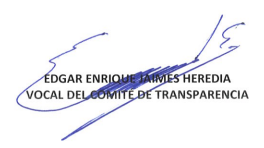 EDGAR ENRIQUE JAIMES HEREDIA
VOCAL DEL COMITÉ DE TRANSPARENCIA